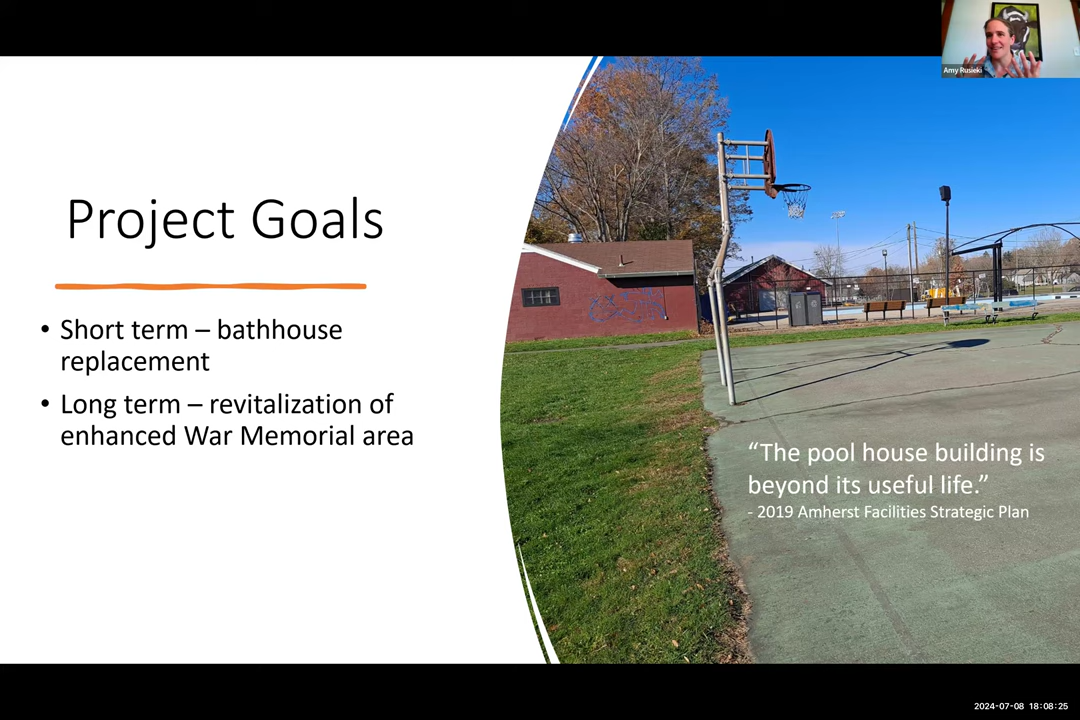 Amy Rusiecki
Project Goals
• Short term – bathhouse
replacement
• Long term – revitalization of
enhanced War Memorial area
“The pool house building is
beyond its useful life.”
- 2019 Amherst Facilities Strategic Plan
2024-07-08 18:08:25